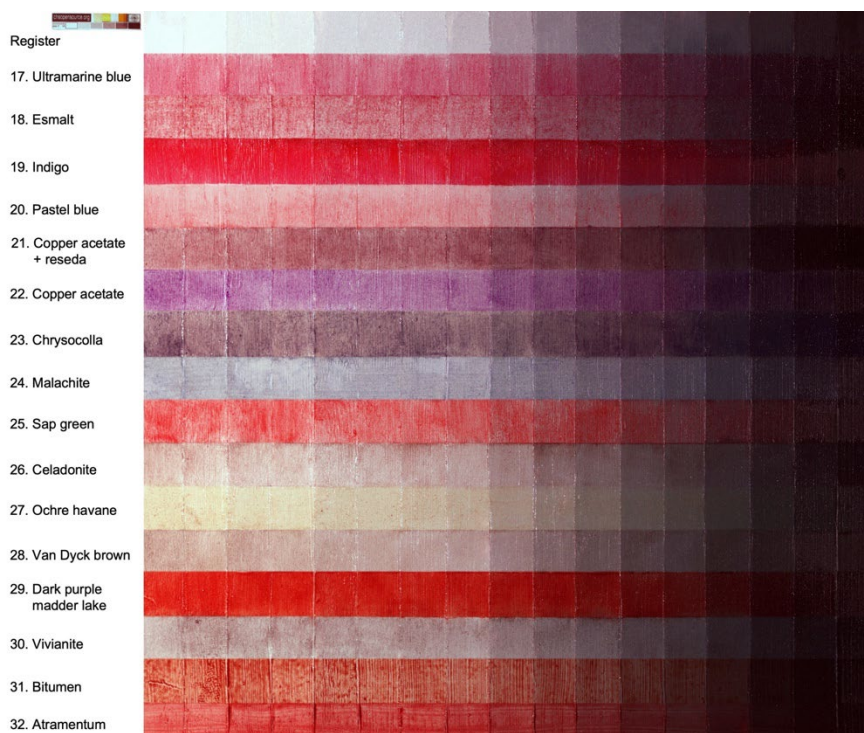 chsopensource.org
Register
17. Ultramarine blue
18. Esmalt
19. Indigo
20. Pastel blue
21. Copper acetate
+ reseda
22. Copper acetate
23. Chrysocolla
24. Malachite
25. Sap green
26. Celadonite
27. Ochre havane
28. Van Dyck brown
29. Dark purple
madder lake
30. Vivianite
31. Bitumen
32. Atramentum